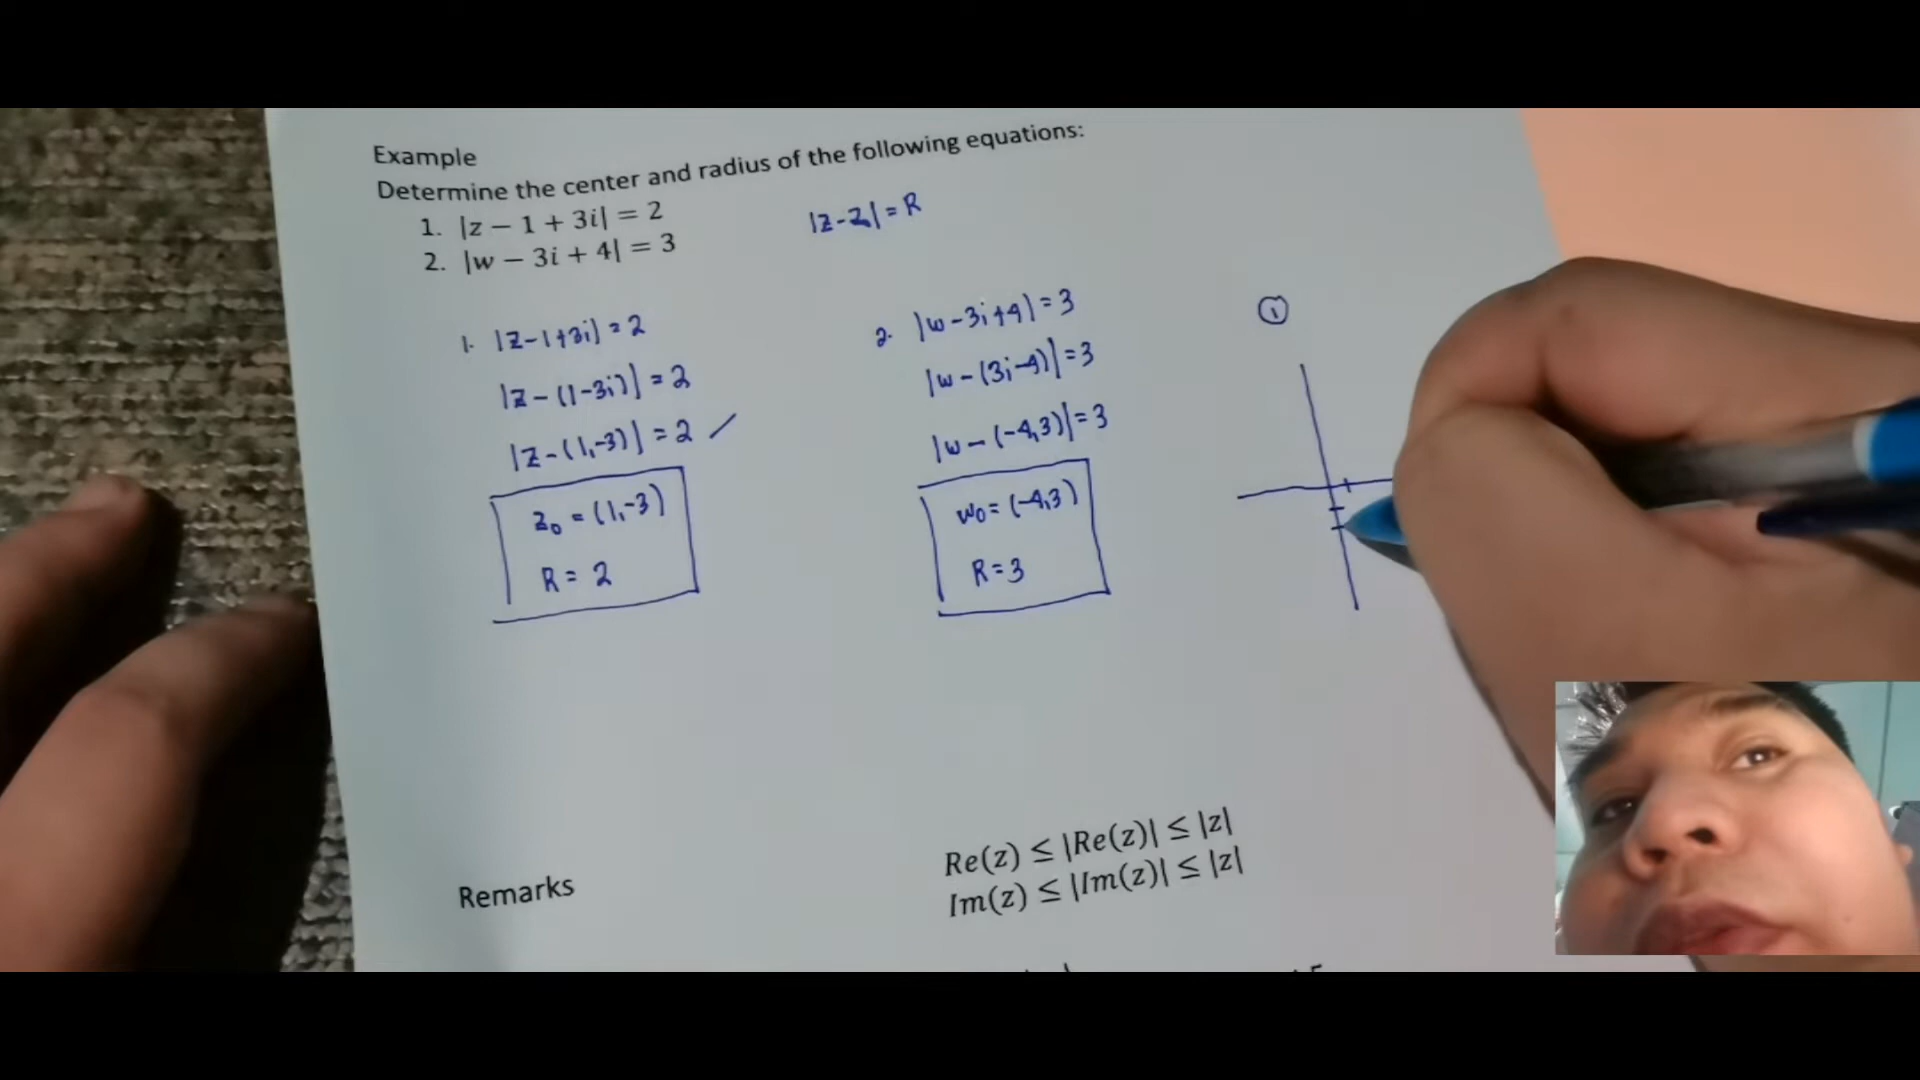 Example
Determine the center and radius of the following equations:
1. |z − 1 + 3i| = 2
2. |w − 3i + 4| = 3
|z-z₀|=R
1. |z-1+3i|=2
|z-(1-3i)|=2
|z-(1,-3)|=2 ✓
z₀ = (1,-3)
R = 2
2. |w-3i+4|=3
|w-(3i-4)|=3
|w-(-4,3)|=3
w₀=(-4,3)
R=3
①
Remarks
Re(z) ≤ |Re(z)| ≤ |z|
Im(z) ≤ |Im(z)| ≤ |z|